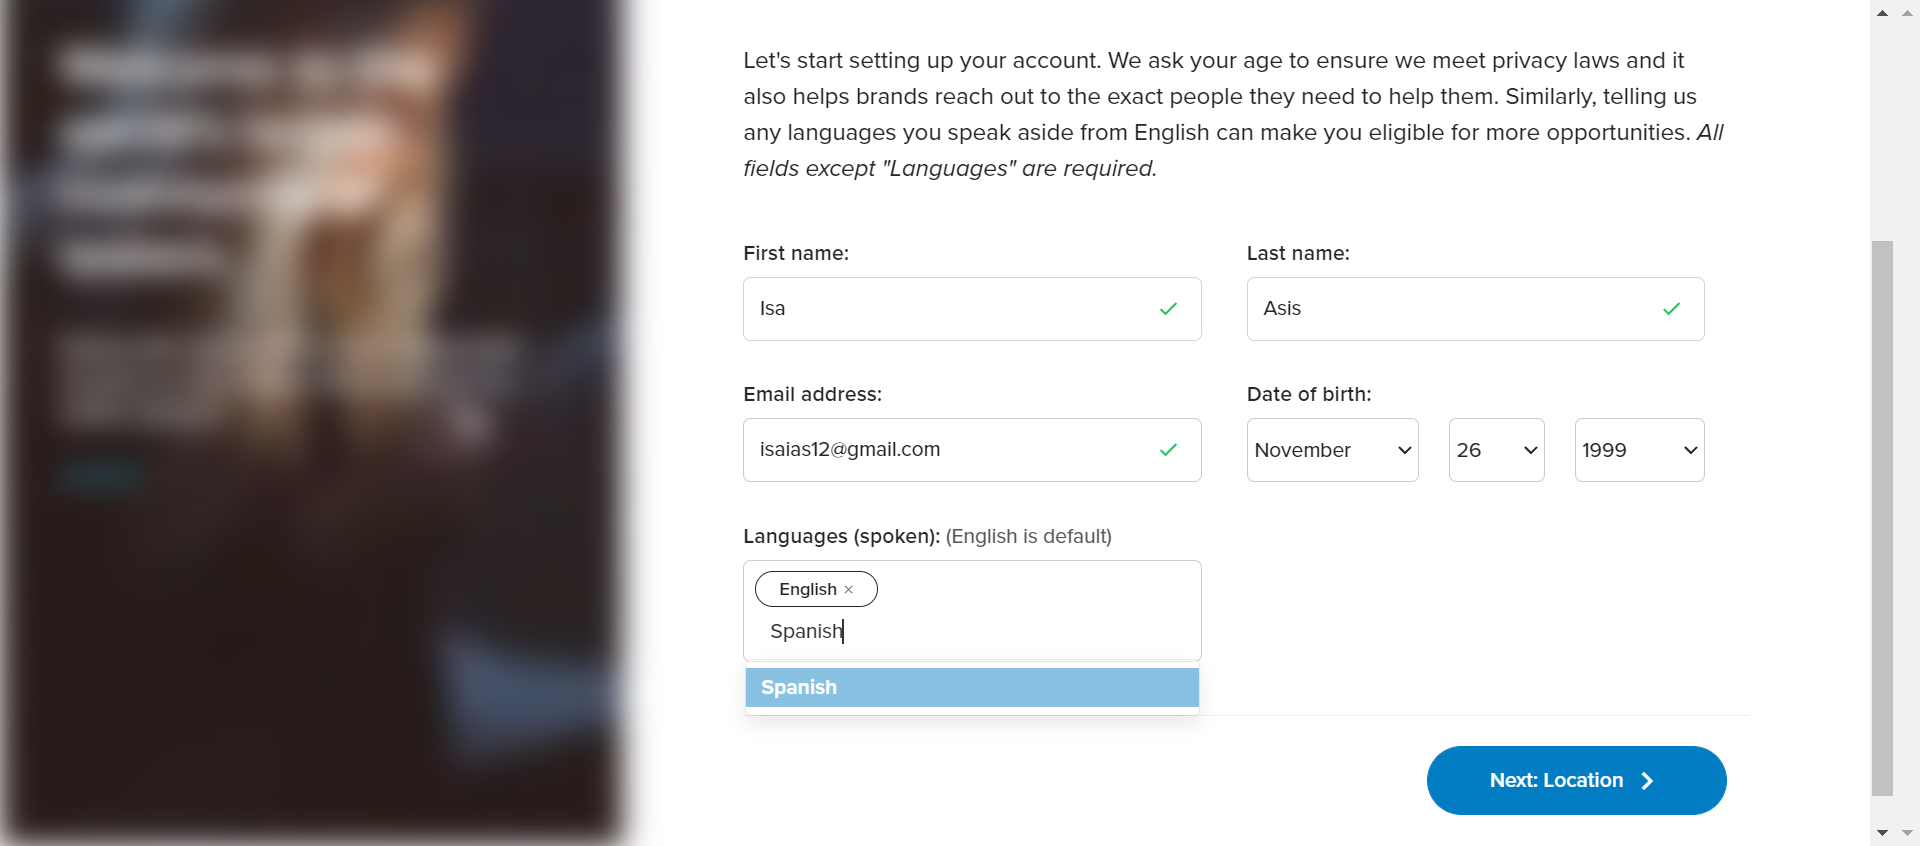 Let's start setting up your account. We ask your age to ensure we meet privacy laws and it
also helps brands reach out to the exact people they need to help them. Similarly, telling us
any languages you speak aside from English can make you eligible for more opportunities. All
fields except "Languages" are required.
First name:
Last name:
Isa
Asis
Email address:
Date of birth:
isaias12@gmail.com
November
26
1999
Languages (spoken): (English is default)
English ×
Spanish
Spanish
Next: Location